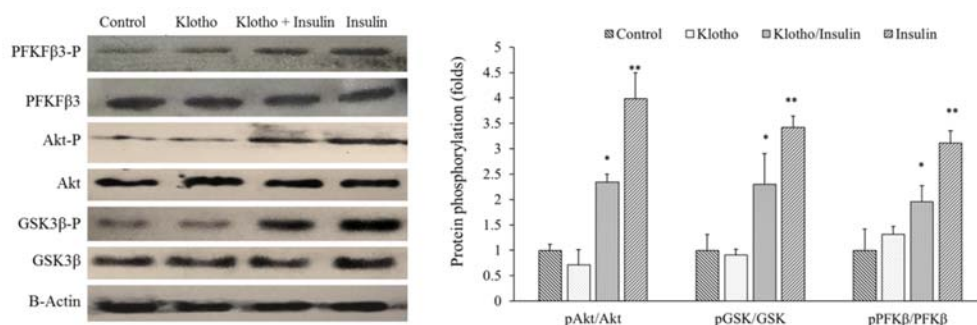 Control Klotho Klotho + Insulin Insulin
PFKFβ3-P
PFKFβ3
Akt-P
Akt
GSK3β-P
GSK3β
B-Actin
Control Klotho Klotho/Insulin Insulin
Protein phosphorylation (folds)
5
4.5
4
3.5
3
2.5
2
1.5
1
0.5
0
* ** * ** * **
pAkt/Akt pGSK/GSK pPFKβ/PFKβ